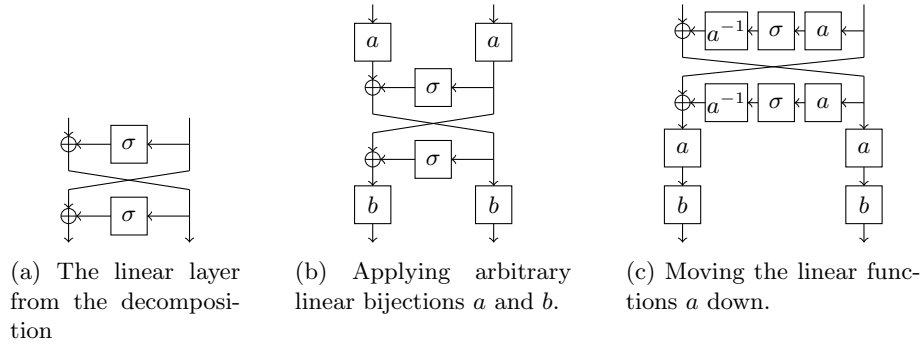 a a
σ
σ
b b
σ
σ
a⁻¹ σ a
a⁻¹ σ a
a a
b b
(a) The linear layer
from the decomposi-
tion
(b) Applying arbitrary
linear bijections a and b.
(c) Moving the linear func-
tions a down.